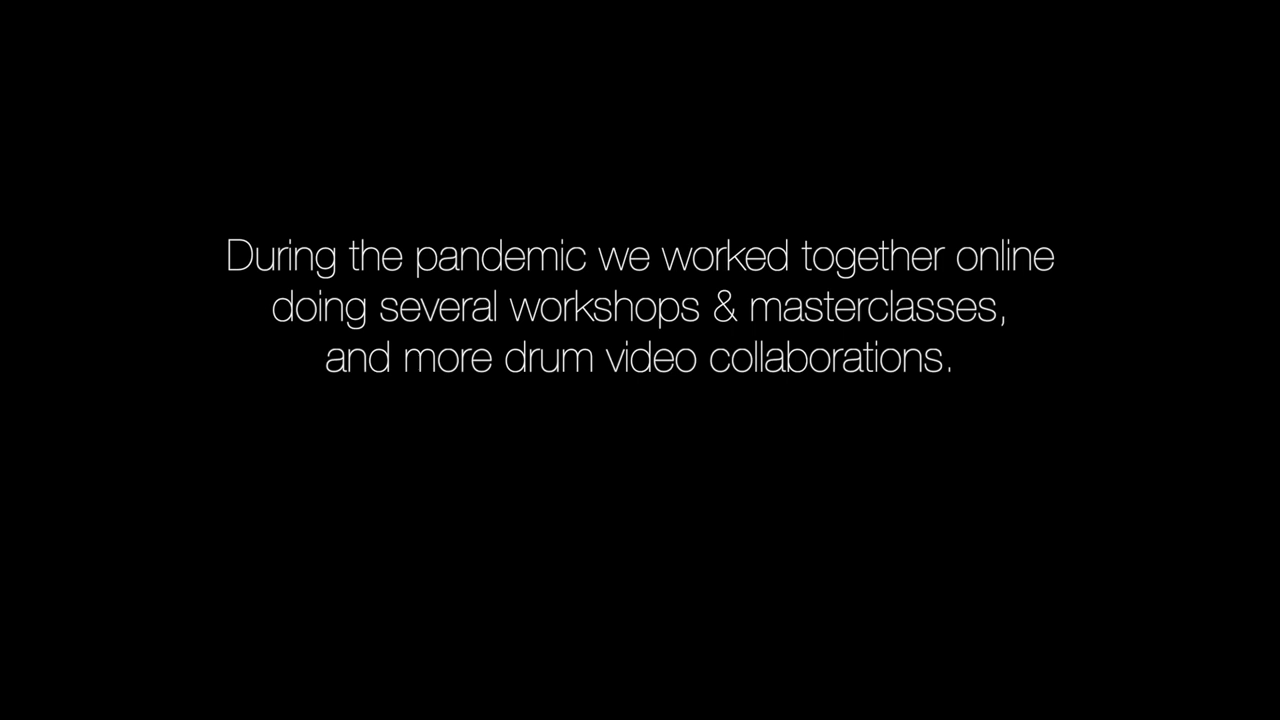 During the pandemic we worked together online
doing several workshops & masterclasses,
and more drum video collaborations.